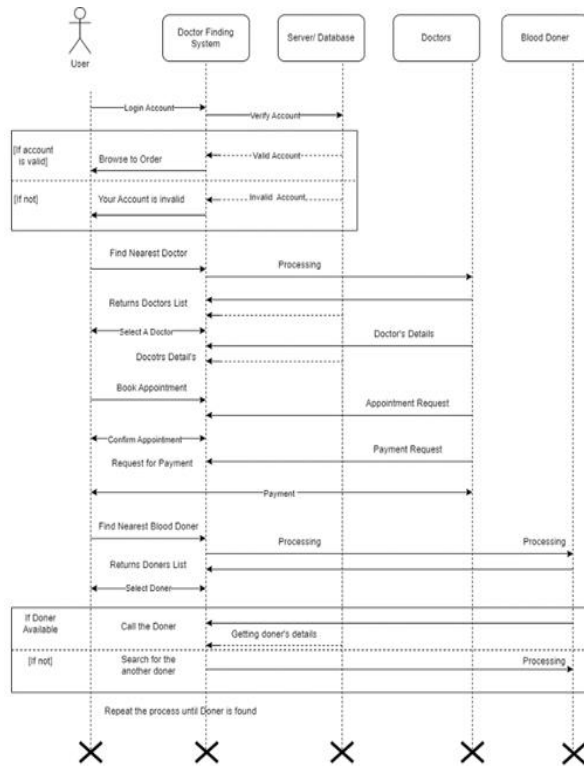 User
Doctor Finding
System
Server/ Database
Doctors
Blood Doner
Login Account
Verify Account
[If account
is valid]
Valid Account
Browse to Order
[If not]
Your Account is invalid
Invalid Account
Find Nearest Doctor
Processing
Returns Doctors List
Select A Doctor
Doctor's Details
Docotrs Detail's
Book Appointment
Appointment Request
Confirm Appointment
Request for Payment
Payment Request
Payment
Find Nearest Blood Doner
Processing
Processing
Returns Doners List
Select Doner
If Doner
Available
Call the Doner
Getting doner's details
[If not]
Search for the
another doner
Processing
Repeat the process until Doner is found